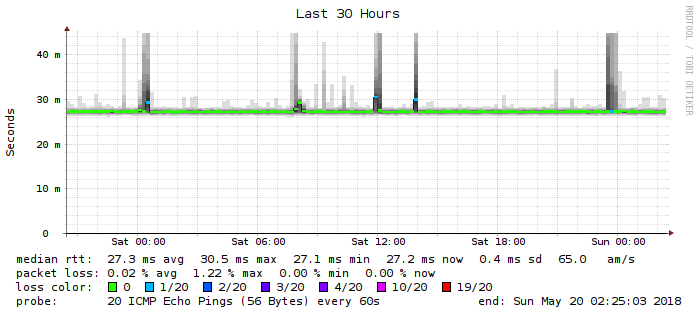 Last 30 Hours
RRDTOOL / TOBI OETIKER
Seconds
40 m
30 m
20 m
10 m
0
Sat 00:00 Sat 06:00 Sat 12:00 Sat 18:00 Sun 00:00
median rtt: 27.3 ms avg 30.5 ms max 27.1 ms min 27.2 ms now 0.4 ms sd 65.0 am/s
packet loss: 0.02 % avg 1.22 % max 0.00 % min 0.00 % now
loss color: 0 1/20 2/20 3/20 4/20 10/20 19/20
probe: 20 ICMP Echo Pings (56 Bytes) every 60s end: Sun May 20 02:25:03 2018